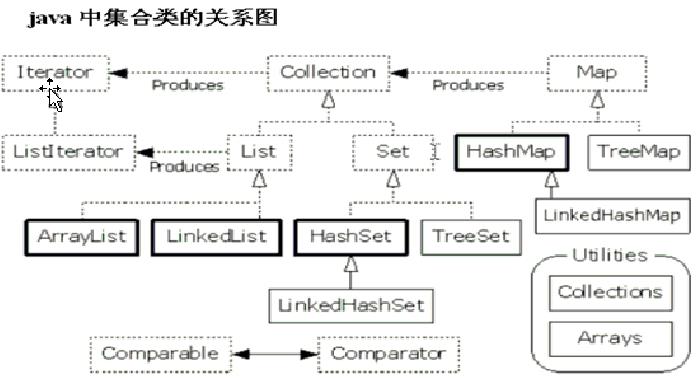 java 中集合类的关系图
Iterator
Produces
Collection
Produces
Map
ListIterator
Produces
List
Set
HashMap
TreeMap
ArrayList
LinkedList
HashSet
TreeSet
LinkedHashMap
LinkedHashSet
Utilities
Collections
Arrays
Comparable
Comparator